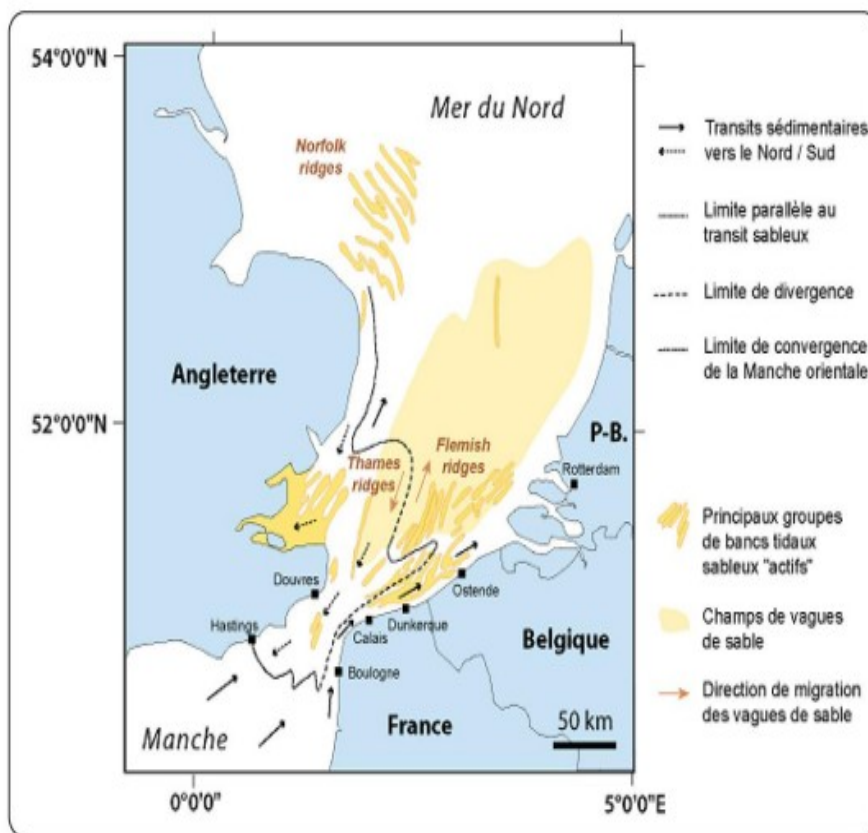 54°0'0"N
Mer du Nord
Norfolk
ridges
Angleterre
52°0'0"N
P-B.
Flemish
ridges
Thames
ridges
Rotterdam
Douvres
Ostende
Hastings
Dunkerque
Calais
Belgique
Boulogne
50 km
France
Manche
0°0'0"
5°0'0"E
Transits sédimentaires
vers le Nord / Sud
Limite parallèle au
transit sableux
Limite de divergence
Limite de convergence
de la Manche orientale
Principaux groupes
de bancs tidaux
sableux "actifs"
Champs de vagues
de sable
Direction de migration
des vagues de sable